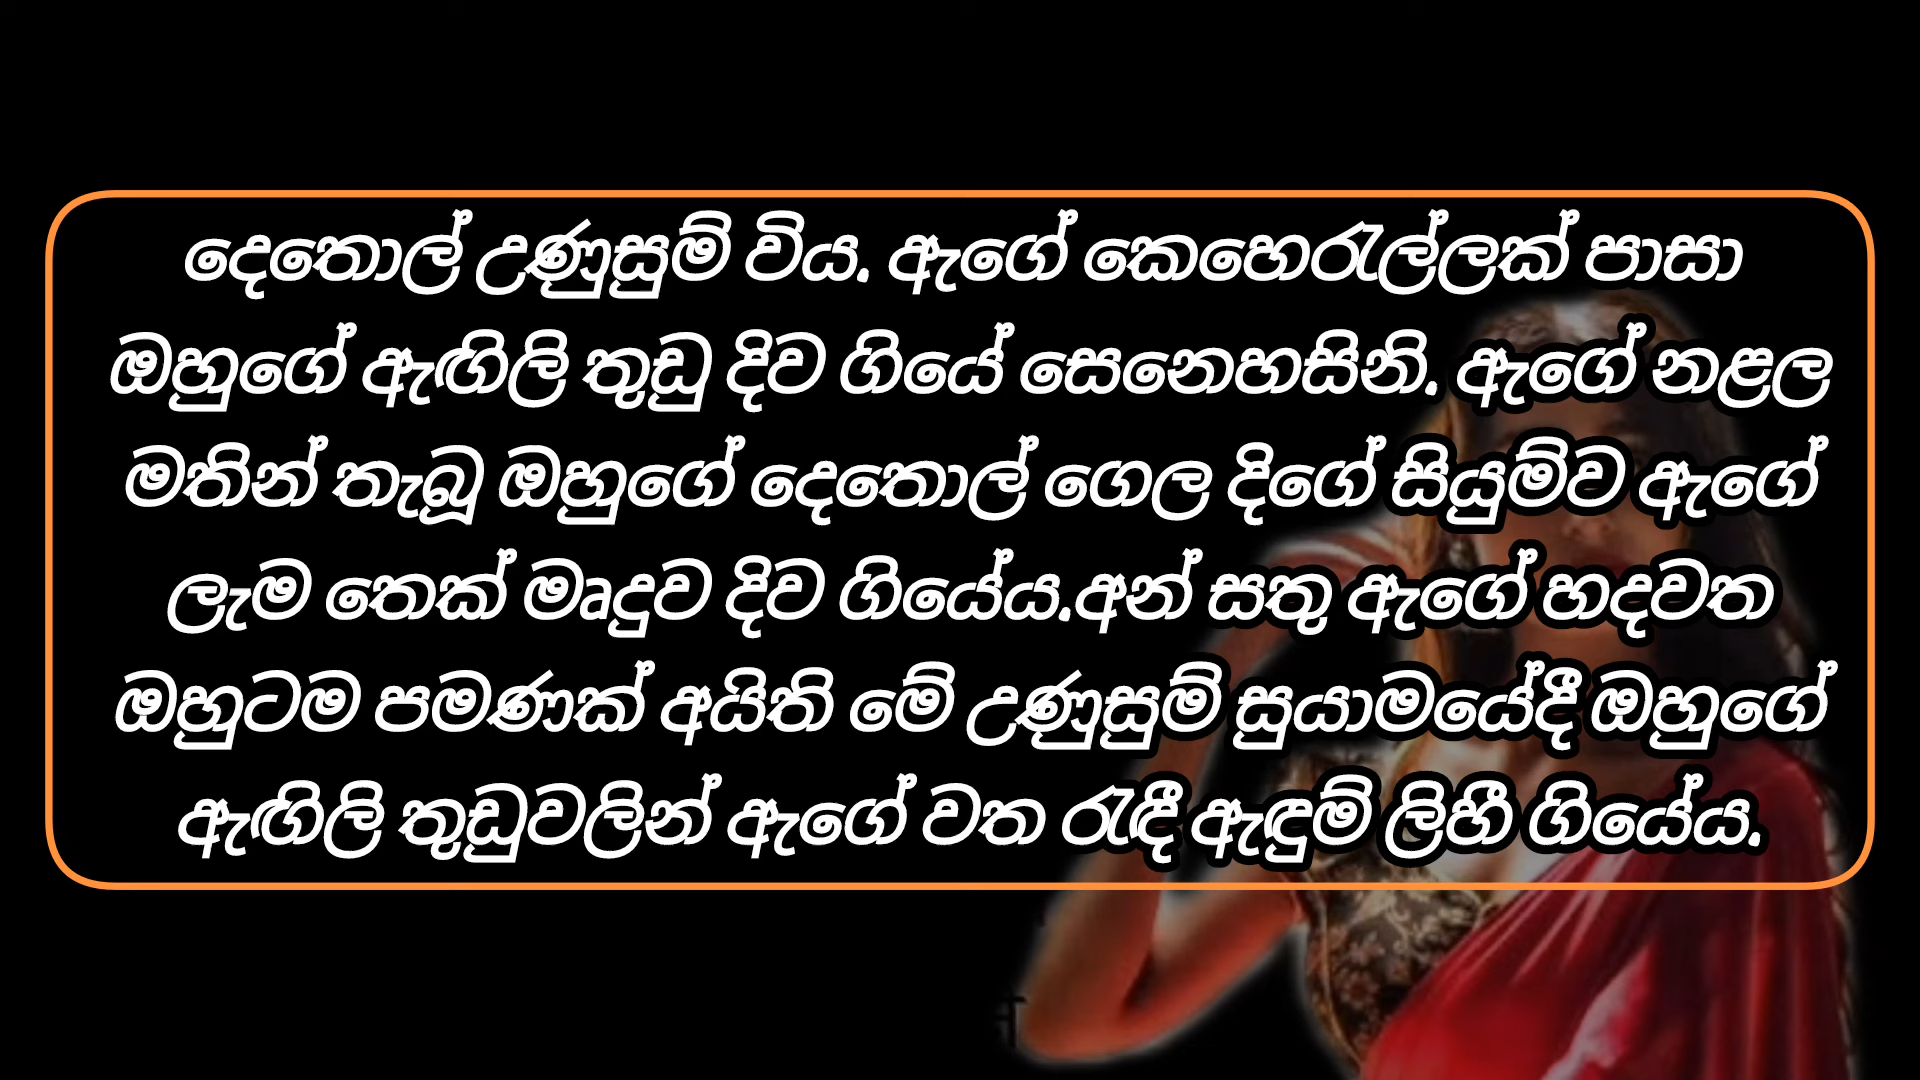 දෙතොල් උණුසුම් විය. ඇගේ කෙහෙරැල්ලක් පාසා
ඔහුගේ ඇඟිලි තුඩු දිව ගියේ සෙනෙහසිනි. ඇගේ නළල
මතින් තැබූ ඔහුගේ දෙතොල් ගෙල දිගේ සියුම්ව ඇගේ
ලැම තෙක් මෘදුව දිව ගියේය.අන් සතු ඇගේ හදවත
ඔහුටම පමණක් අයිති මේ උණුසුම් සුයාමයේදී ඔහුගේ
ඇඟිලි තුඩුවලින් ඇගේ වත රැඳී ඇඳුම් ලිහී ගියේය.